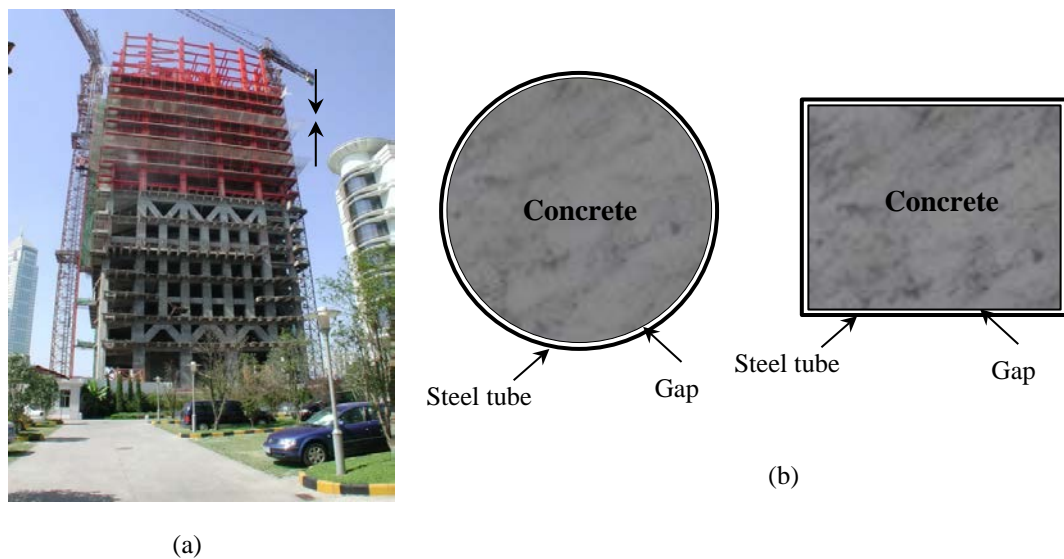 Concrete
Concrete
Steel tube
Gap
Steel tube
Gap
(a)
(b)